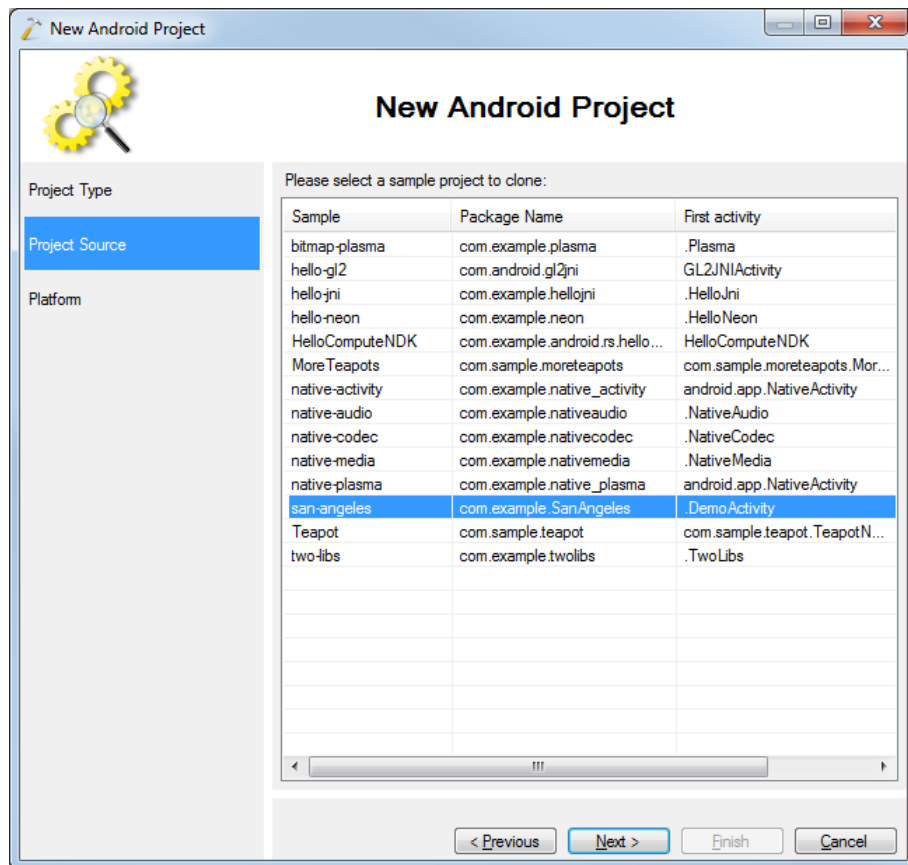 New Android Project
New Android Project
Project Type
Project Source
Platform
Please select a sample project to clone:
Sample Package Name First activity
bitmap-plasma com.example.plasma .Plasma
hello-gl2 com.android.gl2jni GL2JNIActivity
hello-jni com.example.hellojni .HelloJni
hello-neon com.example.neon .HelloNeon
HelloComputeNDK com.example.android.rs.hello... HelloComputeNDK
MoreTeapots com.sample.moreteapots com.sample.moreteapots.Mor...
native-activity com.example.native_activity android.app.NativeActivity
native-audio com.example.nativeaudio .NativeAudio
native-codec com.example.nativecodec .NativeCodec
native-media com.example.nativemedia .NativeMedia
native-plasma com.example.native_plasma android.app.NativeActivity
san-angeles com.example.SanAngeles .DemoActivity
Teapot com.sample.teapot com.sample.teapot.TeapotN...
two-libs com.example.twolibs .TwoLibs
< Previous Next > Finish Cancel